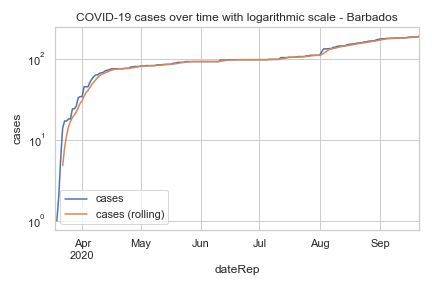 COVID-19 cases over time with logarithmic scale - Barbados
10²
10¹
10⁰
cases
cases
cases (rolling)
Apr
2020
May
Jun
Jul
Aug
Sep
dateRep